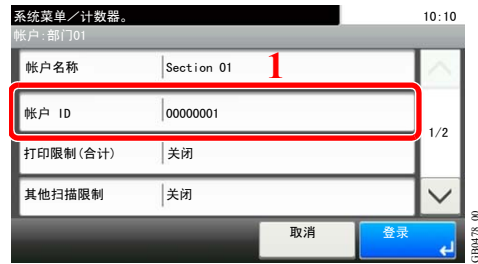 系统菜单／计数器。 10:10
帐户:部门01
帐户名称 Section 01 1
帐户 ID 00000001
1/2
打印限制(合计) 关闭
其他扫描限制 关闭
取消 登录
GB0478_00